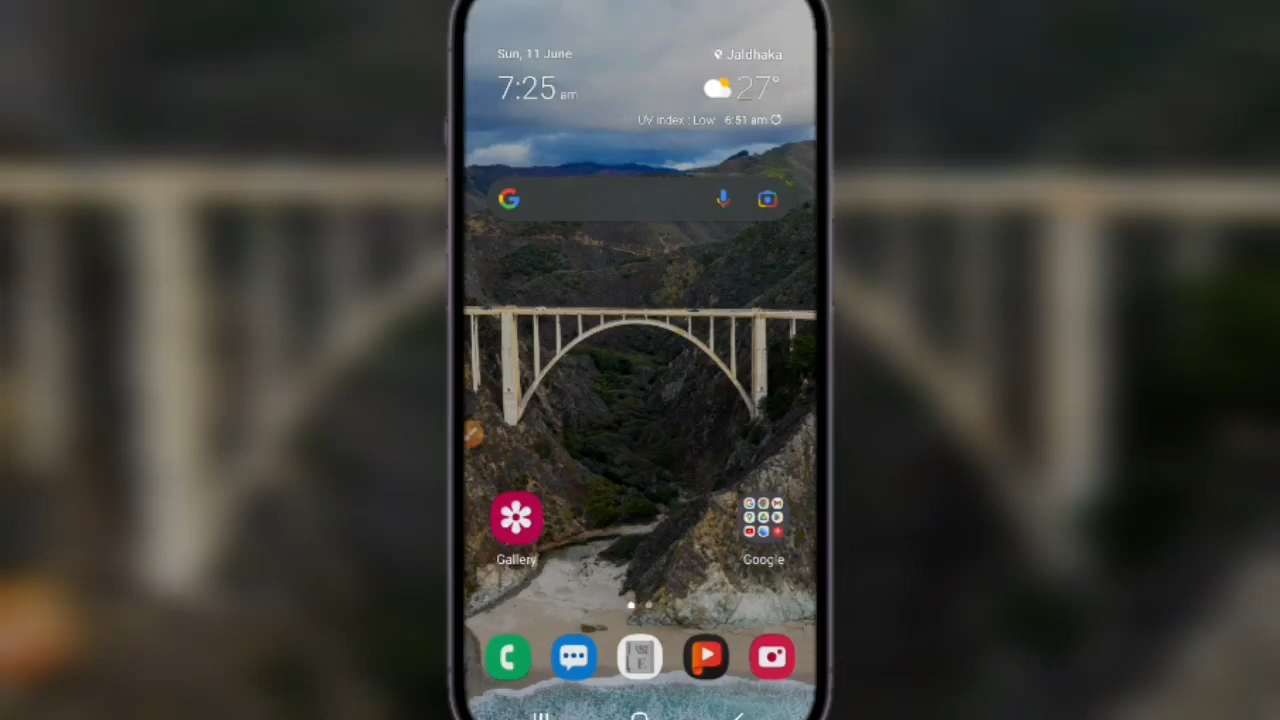 Sun, 11 June
Jaldhaka
7:25 am
27°
UV index : Low 6:51 am
Gallery
Google
অ
E